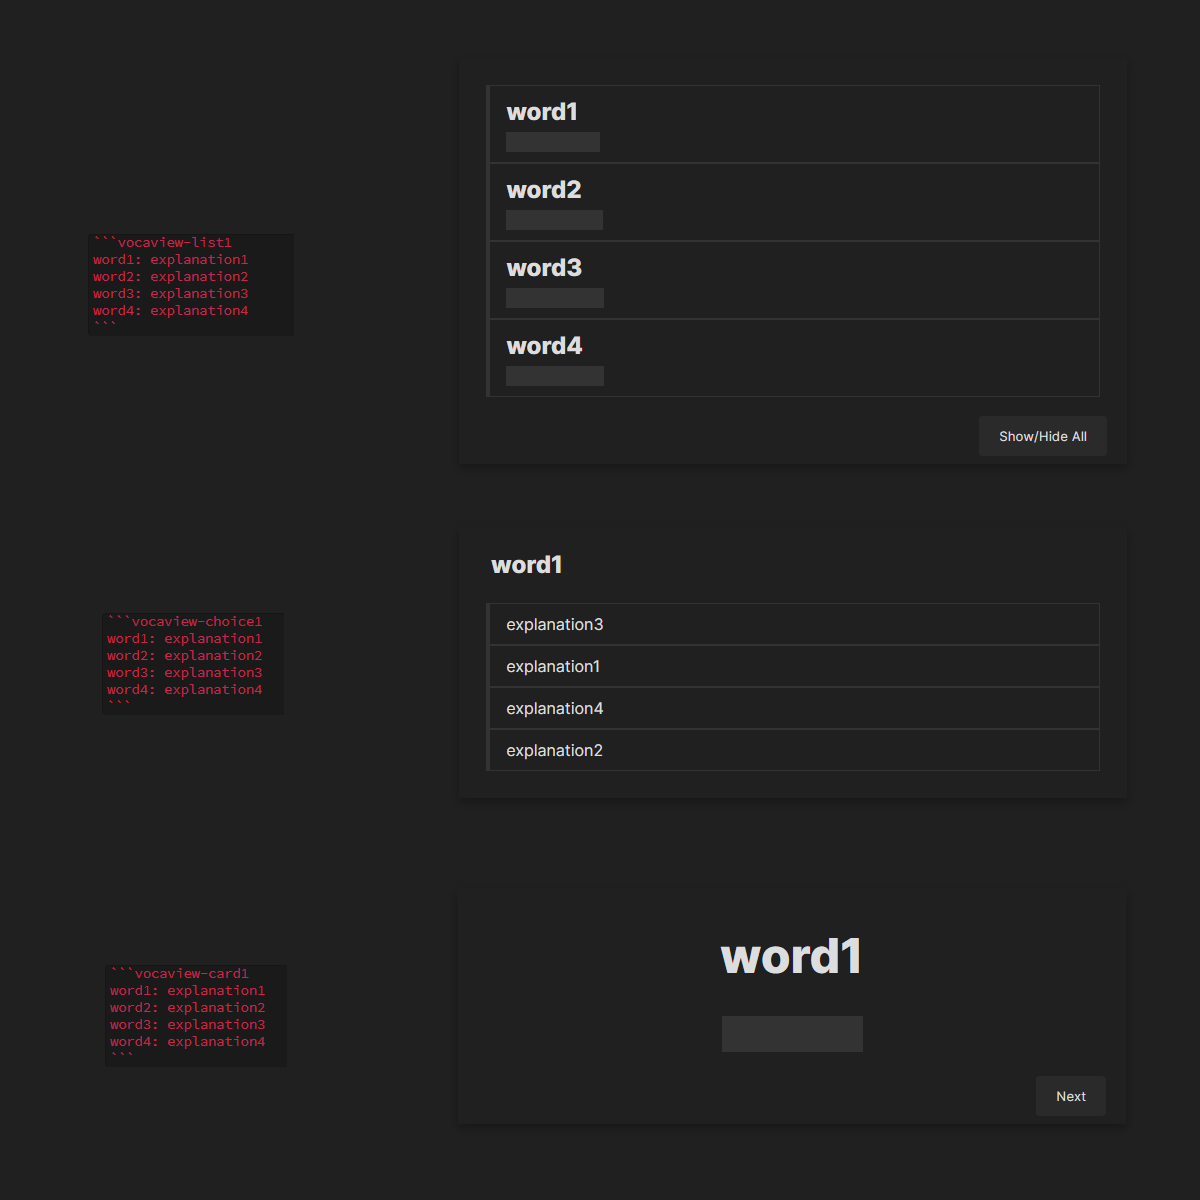 ```vocaview-list1
word1: explanation1
word2: explanation2
word3: explanation3
word4: explanation4
```
word1
word2
word3
word4
Show/Hide All
```vocaview-choice1
word1: explanation1
word2: explanation2
word3: explanation3
word4: explanation4
```
word1
explanation3
explanation1
explanation4
explanation2
```vocaview-card1
word1: explanation1
word2: explanation2
word3: explanation3
word4: explanation4
```
word1
Next